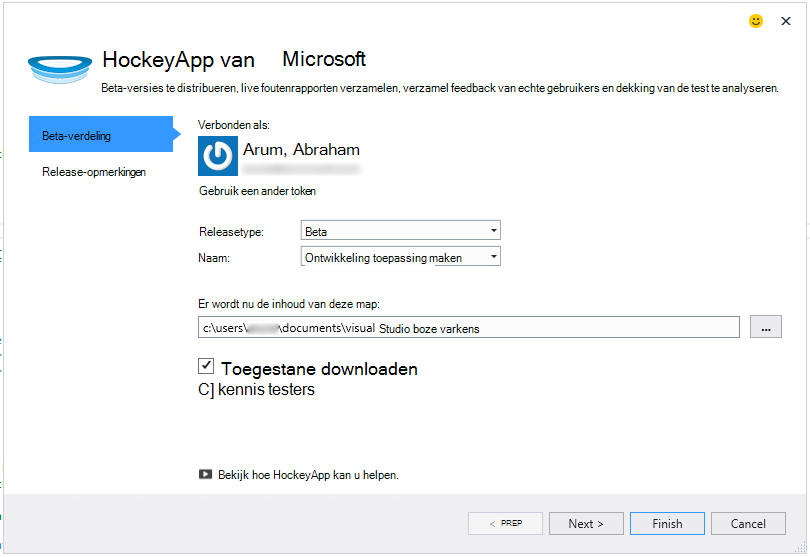 HockeyApp van Microsoft
Beta-versies te distribueren, live foutenrapporten verzamelen, verzamel feedback van echte gebruikers en dekking van de test te analyseren.
Beta-verdeling
Release-opmerkingen
Verbonden als:
Arum, Abraham
Gebruik een ander token
Releasetype: Beta
Naam: Ontwikkeling toepassing maken
Er wordt nu de inhoud van deze map:
c:\users\ \documents\visual Studio boze varkens
...
Toegestane downloaden
C] kennis testers
Bekijk hoe HockeyApp kan u helpen.
< PREP Next > Finish Cancel